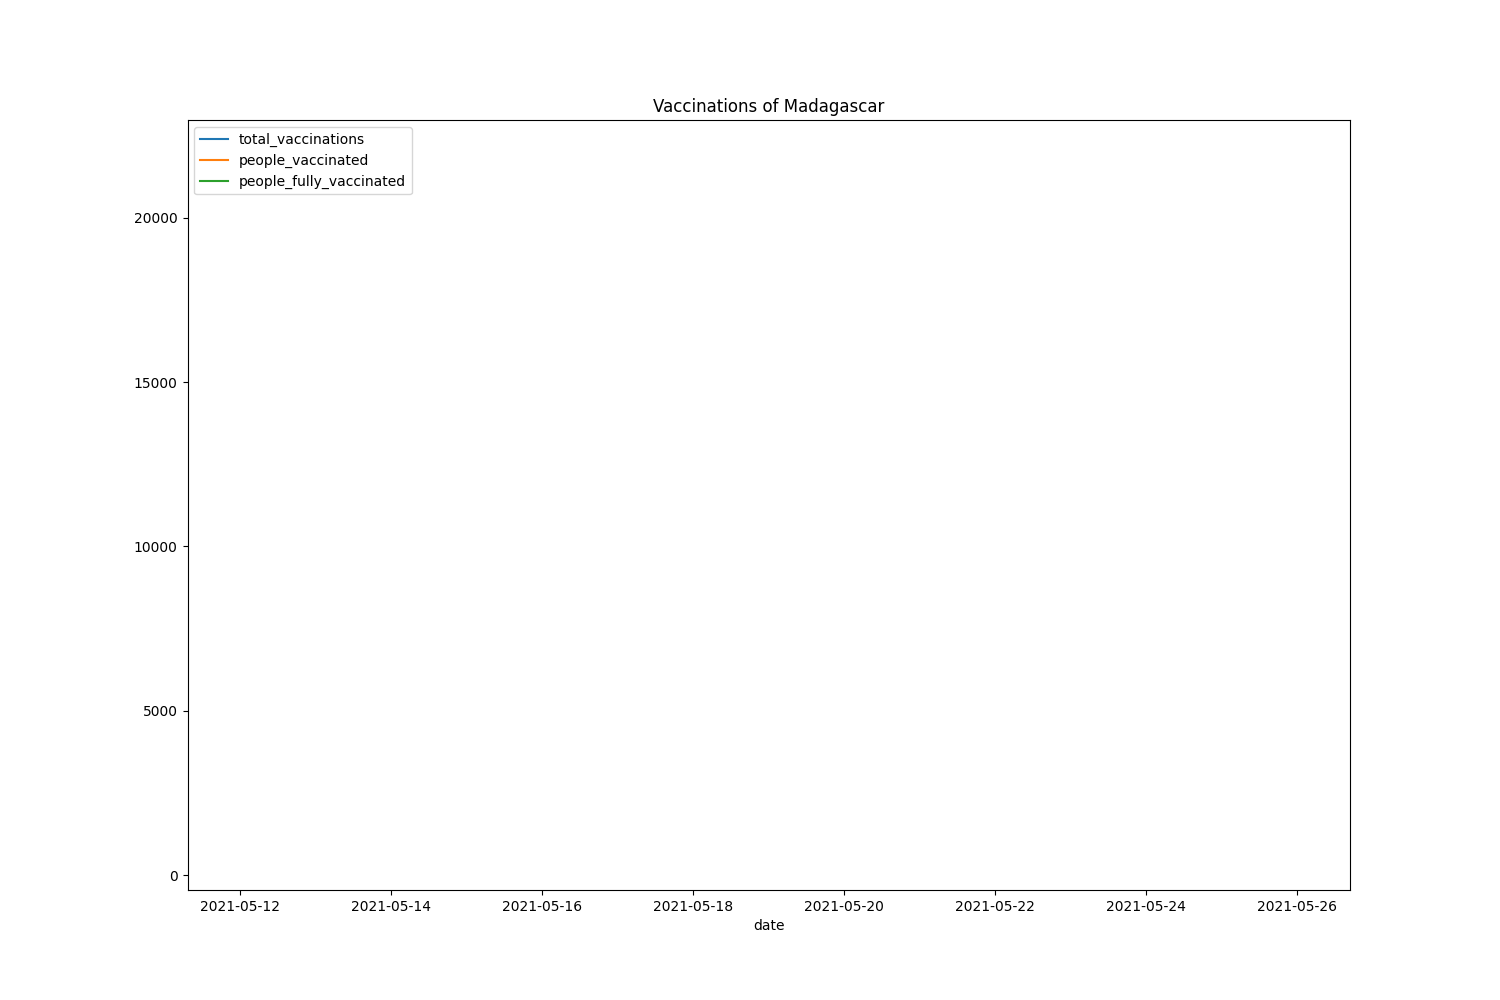 Vaccinations of Madagascar
total_vaccinations
people_vaccinated
people_fully_vaccinated
20000
15000
10000
5000
0
2021-05-12 2021-05-14 2021-05-16 2021-05-18 2021-05-20 2021-05-22 2021-05-24 2021-05-26
date